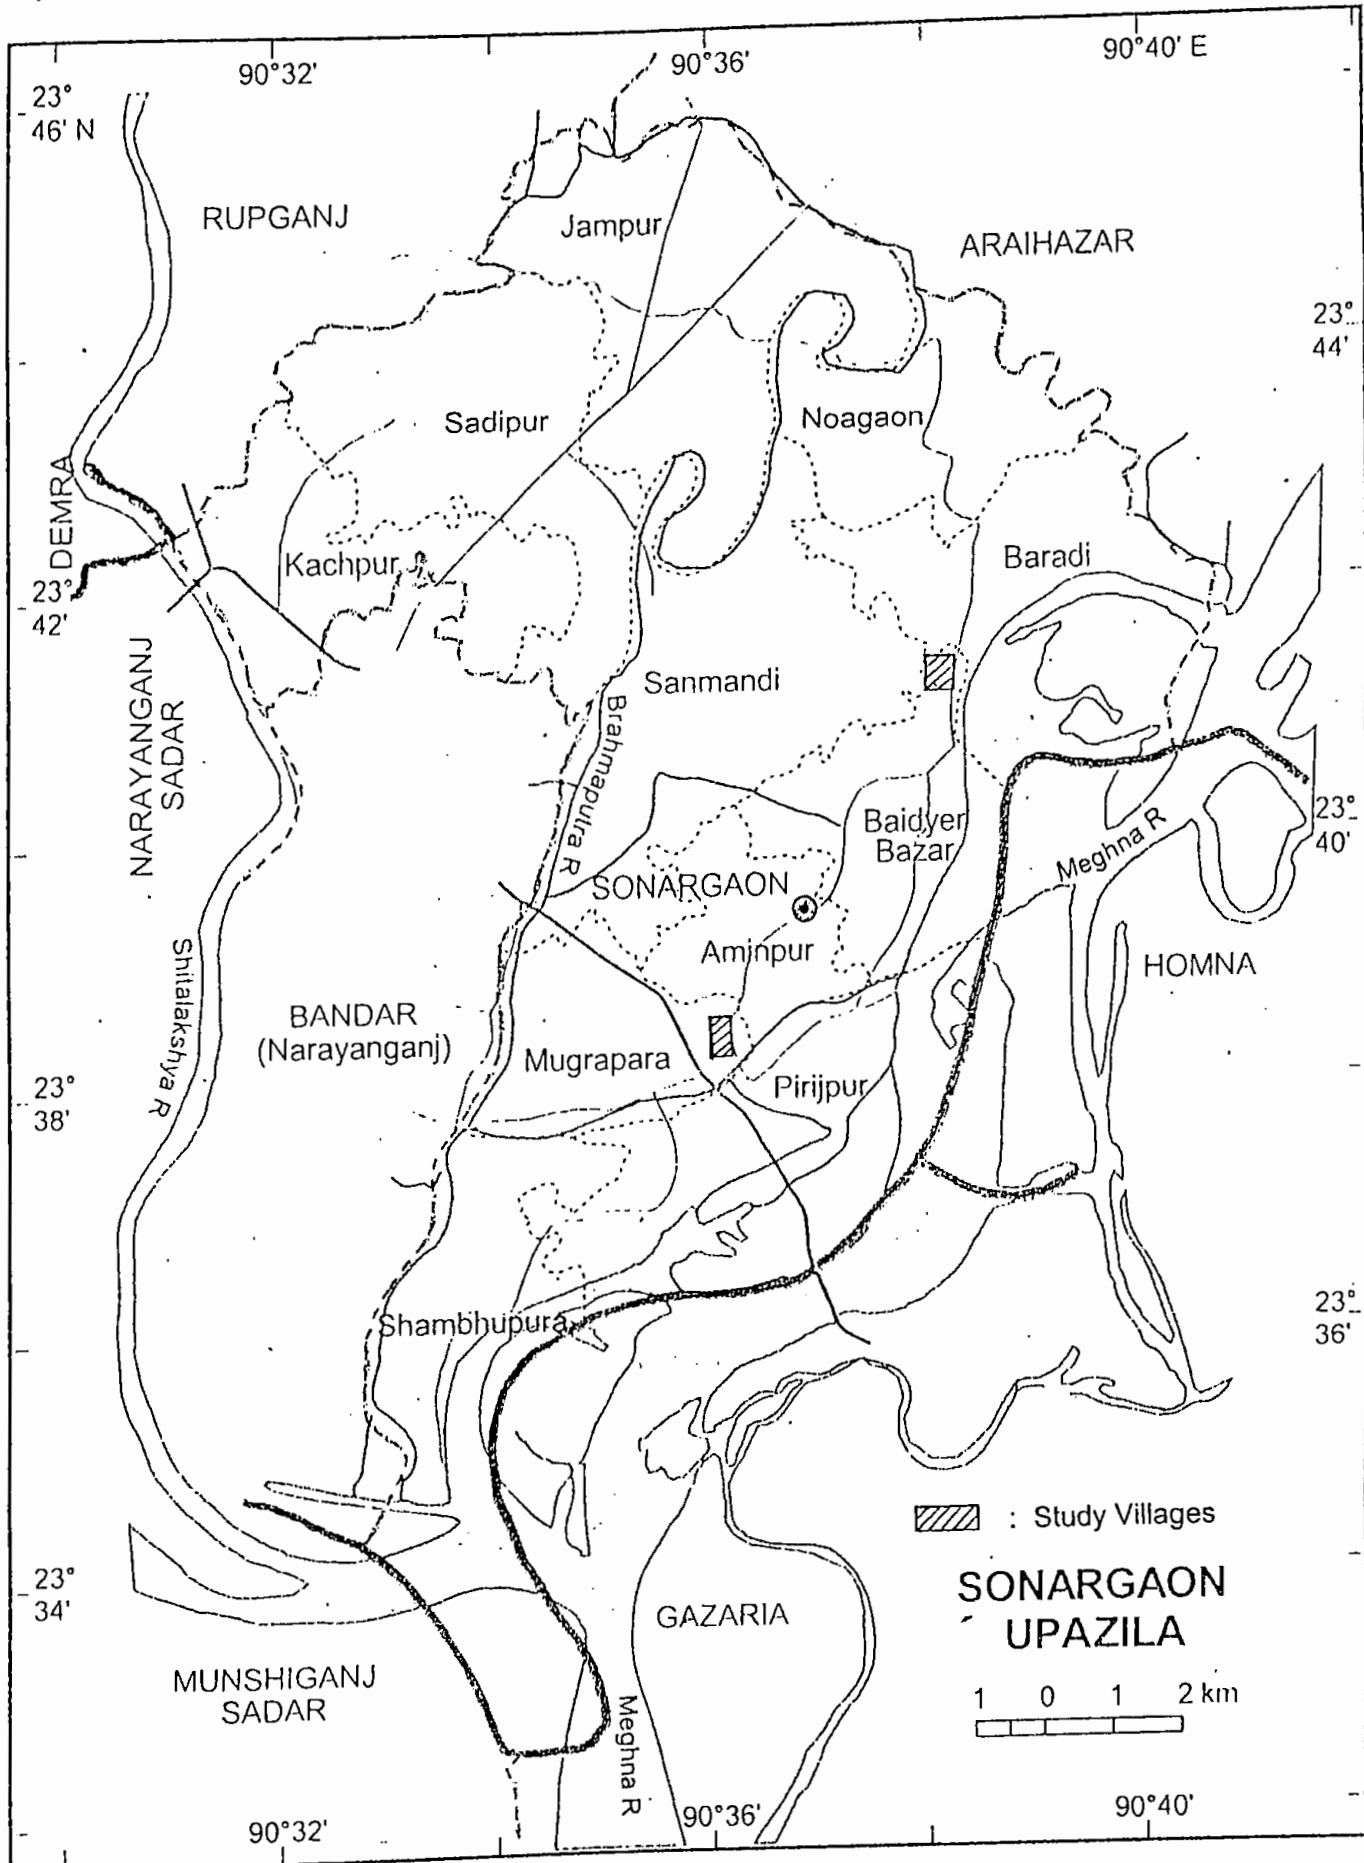 90°32'
90°36'
90°40' E
23°
46' N
RUPGANJ
Jampur
ARAIHAZAR
23°
44'
Sadipur
Noagaon
DEMRA
Kachpur
Baradi
23°
42'
NARAYANGANJ
SADAR
Sanmandi
Brahmaputra R
Baidyer
Bazar
23°
40'
Meghna R
SONARGAON
Aminpur
HOMNA
Shitalakshya R
BANDAR
(Narayanganj)
Mugrapara
Pirijpur
23°
38'
Shambhupura
23°
36'
: Study Villages
23°
34'
SONARGAON
UPAZILA
GAZARIA
MUNSHIGANJ
SADAR
1 0 1 2 km
Meghna R
90°32'
90°36'
90°40'